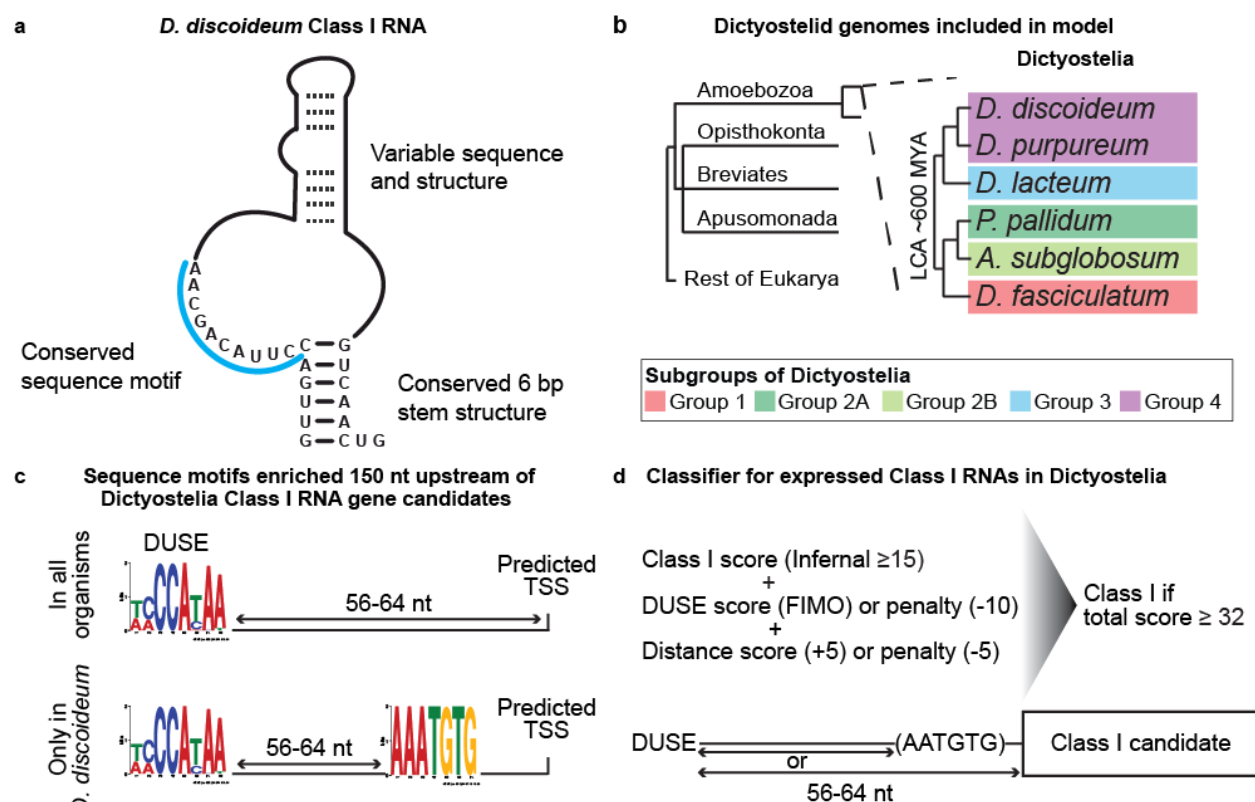 a
D. discoideum Class I RNA
Variable sequence
and structure
A
A
C
G
A
C
A
U
U
C
C
G
A
U
G
C
U
A
U
A
G
C
U
G
Conserved
sequence motif
Conserved 6 bp
stem structure
b
Dictyostelid genomes included in model
Dictyostelia
Amoebozoa
Opisthokonta
Breviates
Apusomonada
Rest of Eukarya
LCA ~600 MYA
D. discoideum
D. purpureum
D. lacteum
P. pallidum
A. subglobosum
D. fasciculatum
Subgroups of Dictyostelia
Group 1 Group 2A Group 2B Group 3 Group 4
c
Sequence motifs enriched 150 nt upstream of
Dictyostelia Class I RNA gene candidates
In all
organisms
DUSE
TCCCATAA
AA C
56-64 nt
Predicted
TSS
Only in
D. discoideum
TCCCATAA
AA C
56-64 nt
AAATGTG
Predicted
TSS
d
Classifier for expressed Class I RNAs in Dictyostelia
Class I score (Infernal ≥15)
+
DUSE score (FIMO) or penalty (-10)
+
Distance score (+5) or penalty (-5)
Class I if
total score ≥ 32
DUSE
(AATGTG)
Class I candidate
or
56-64 nt